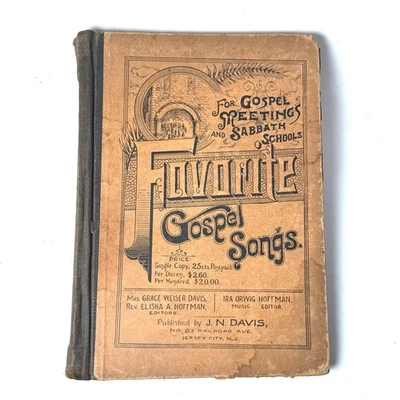 FOR GOSPEL
MEETINGS
AND SABBATH
SCHOOLS
Favorite
Gospel
Songs.
PRICE:
Single Copy, 25cts. Postpaid.
Per Dozen, $2.60.
Per Hundred, $20.00.
MRS GRACE WEISER DAVIS,
REV. ELISHA A. HOFFMAN,
EDITORS.
IRA ORWIG HOFFMAN,
MUSIC EDITOR
Published by J. N. DAVIS,
NO. 83 RAILROAD AVE.
JERSEY CITY, N.J.